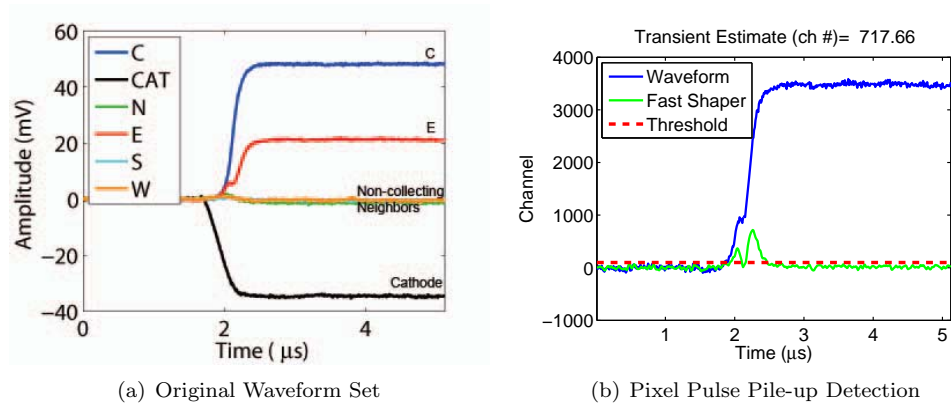 60
40
20
0
−20
−40
Amplitude (mV)
C
CAT
N
E
S
W
C
E
Non-collecting
Neighbors
Cathode
0
2
4
Time ( μs)
(a) Original Waveform Set
Transient Estimate (ch #)= 717.66
4000
3000
2000
1000
0
−1000
Channel
Waveform
Fast Shaper
Threshold
1
2
3
4
5
Time (μs)
(b) Pixel Pulse Pile-up Detection